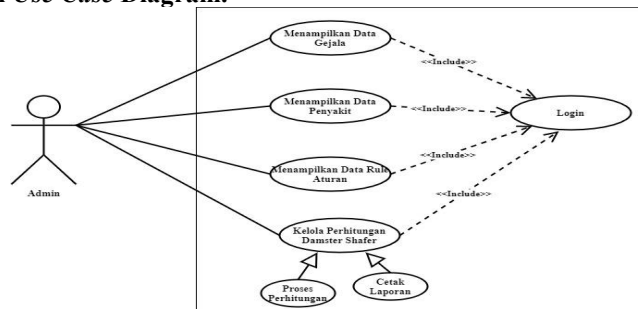 Use Case Diagram.
Menampilkan Data
Gejala
<<Include>>
Menampilkan Data
Penyakit
<<Include>>
Login
Admin
Menampilkan Data Rule
Aturan
<<Include>>
<<Include>>
Kelola Perhitungan
Damster Shafer
Proses
Perhitungan
Cetak
Laporan